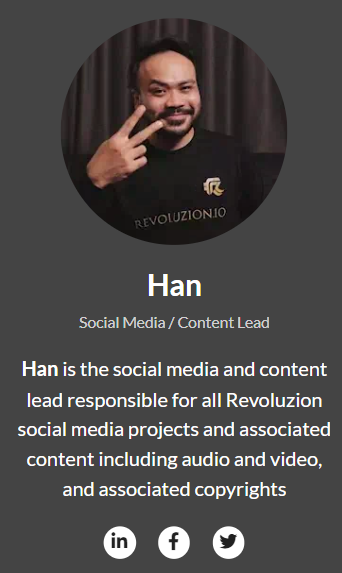 REVOLUZION.IO
Han
Social Media / Content Lead
Han is the social media and content
lead responsible for all Revoluzion
social media projects and associated
content including audio and video,
and associated copyrights
in
f